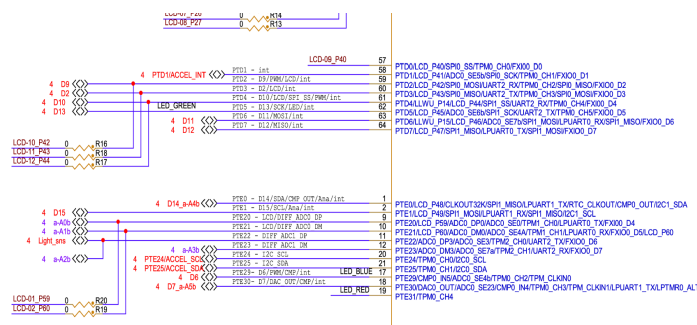 LCD-07_P26 0 R14
LCD-08_P27 0 R13
LCD-09_P40 57 PTD0/LCD_P40/SPI0_SS/TPM0_CH0/FXIO0_D0
4 PTD1/ACCEL_INT PTD1 - int 58 PTD1/LCD_P41/ADC0_SE5b/SPI0_SCK/TPM0_CH1/FXIO0_D1
4 D9 PTD2 - D9/PWM/LCD/int 59 PTD2/LCD_P42/SPI0_MOSI/UART2_RX/TPM0_CH2/SPI0_MISO/FXIO0_D2
4 D2 PTD3 - D2/LCD/int 60 PTD3/LCD_P43/SPI0_MISO/UART2_TX/TPM0_CH3/SPI0_MOSI/FXIO0_D3
4 D10 PTD4 - D10/LCD/SPI_SS/PWM/int 61 PTD4/LLWU_P14/LCD_P44/SPI1_SS/UART2_RX/TPM0_CH4/FXIO0_D4
4 D13 LED_GREEN PTD5 - D13/SCK/LED/int 62 PTD5/LCD_P45/ADC0_SE6b/SPI1_SCK/UART2_TX/TPM0_CH5/FXIO0_D5
4 D11 PTD6 - D11/MOSI/int 63 PTD6/LLWU_P15/LCD_P46/ADC0_SE7b/SPI1_MOSI/LPUART0_RX/SPI1_MISO/FXIO0_D6
4 D12 PTD7 - D12/MISO/int 64 PTD7/LCD_P47/SPI1_MISO/LPUART0_TX/SPI1_MOSI/FXIO0_D7
LCD-10_P42 0 R16
LCD-11_P43 0 R18
LCD-12_P44 0 R17
4 D14_a-A4b PTE0 - D14/SDA/CMP OUT/Ana/int 1 PTE0/LCD_P48/CLKOUT32K/SPI1_MISO/LPUART1_TX/RTC_CLKOUT/CMP0_OUT/I2C1_SDA
4 D15 PTE1 - D15/SCL/Ana/int 2 PTE1/LCD_P49/SPI1_MOSI/LPUART1_RX/SPI1_MISO/I2C1_SCL
4 a-A0b PTE20 - LCD/DIFF ADC0 DP 9 PTE20/LCD_P59/ADC0_DP0/ADC0_SE0/TPM1_CH0/LPUART0_TX/FXIO0_D4
4 a-A1b PTE21 - LCD/DIFF ADC0 DM 10 PTE21/LCD_P60/ADC0_DM0/ADC0_SE4A/TPM1_CH1/LPUART0_RX/FXIO0_D5/LCD_P60
4 Light_sns PTE22 - ADC1 DIFF DP 11 PTE22/ADC0_DP3/ADC0_SE3/TPM2_CH0/UART2_TX/FXIO0_D6
4 a-A3b PTE23 - DIFF ADC1 DM 12 PTE23/ADC0_DM3/ADC0_SE7a/TPM2_CH1/UART2_RX/FXIO0_D7
4 a-A2b
4 PTE24/ACCEL_SCL PTE24 - I2C SCL 20 PTE24/TPM0_CH0/I2C0_SCL
4 PTE25/ACCEL_SDA PTE25 - I2C SDA 21 PTE25/TPM0_CH1/I2C0_SDA
4 D6 PTE29- D6/PWM/CMP/int LED_BLUE 17 PTE29/CMP0_IN5/ADC0_SE4b/TPM0_CH2/TPM_CLKIN0
4 D7_a-A5b PTE30- D7/DAC OUT/CMP/int 18 PTE30/DAC0_OUT/ADC0_SE23/CMP0_IN4/TPM0_CH3/TPM_CLKIN1/LPUART1_TX/LPTMR0_AL
LED_RED 19 PTE31/TPM0_CH4
LCD-01_P59 0 R20
LCD-02_P60 0 R19